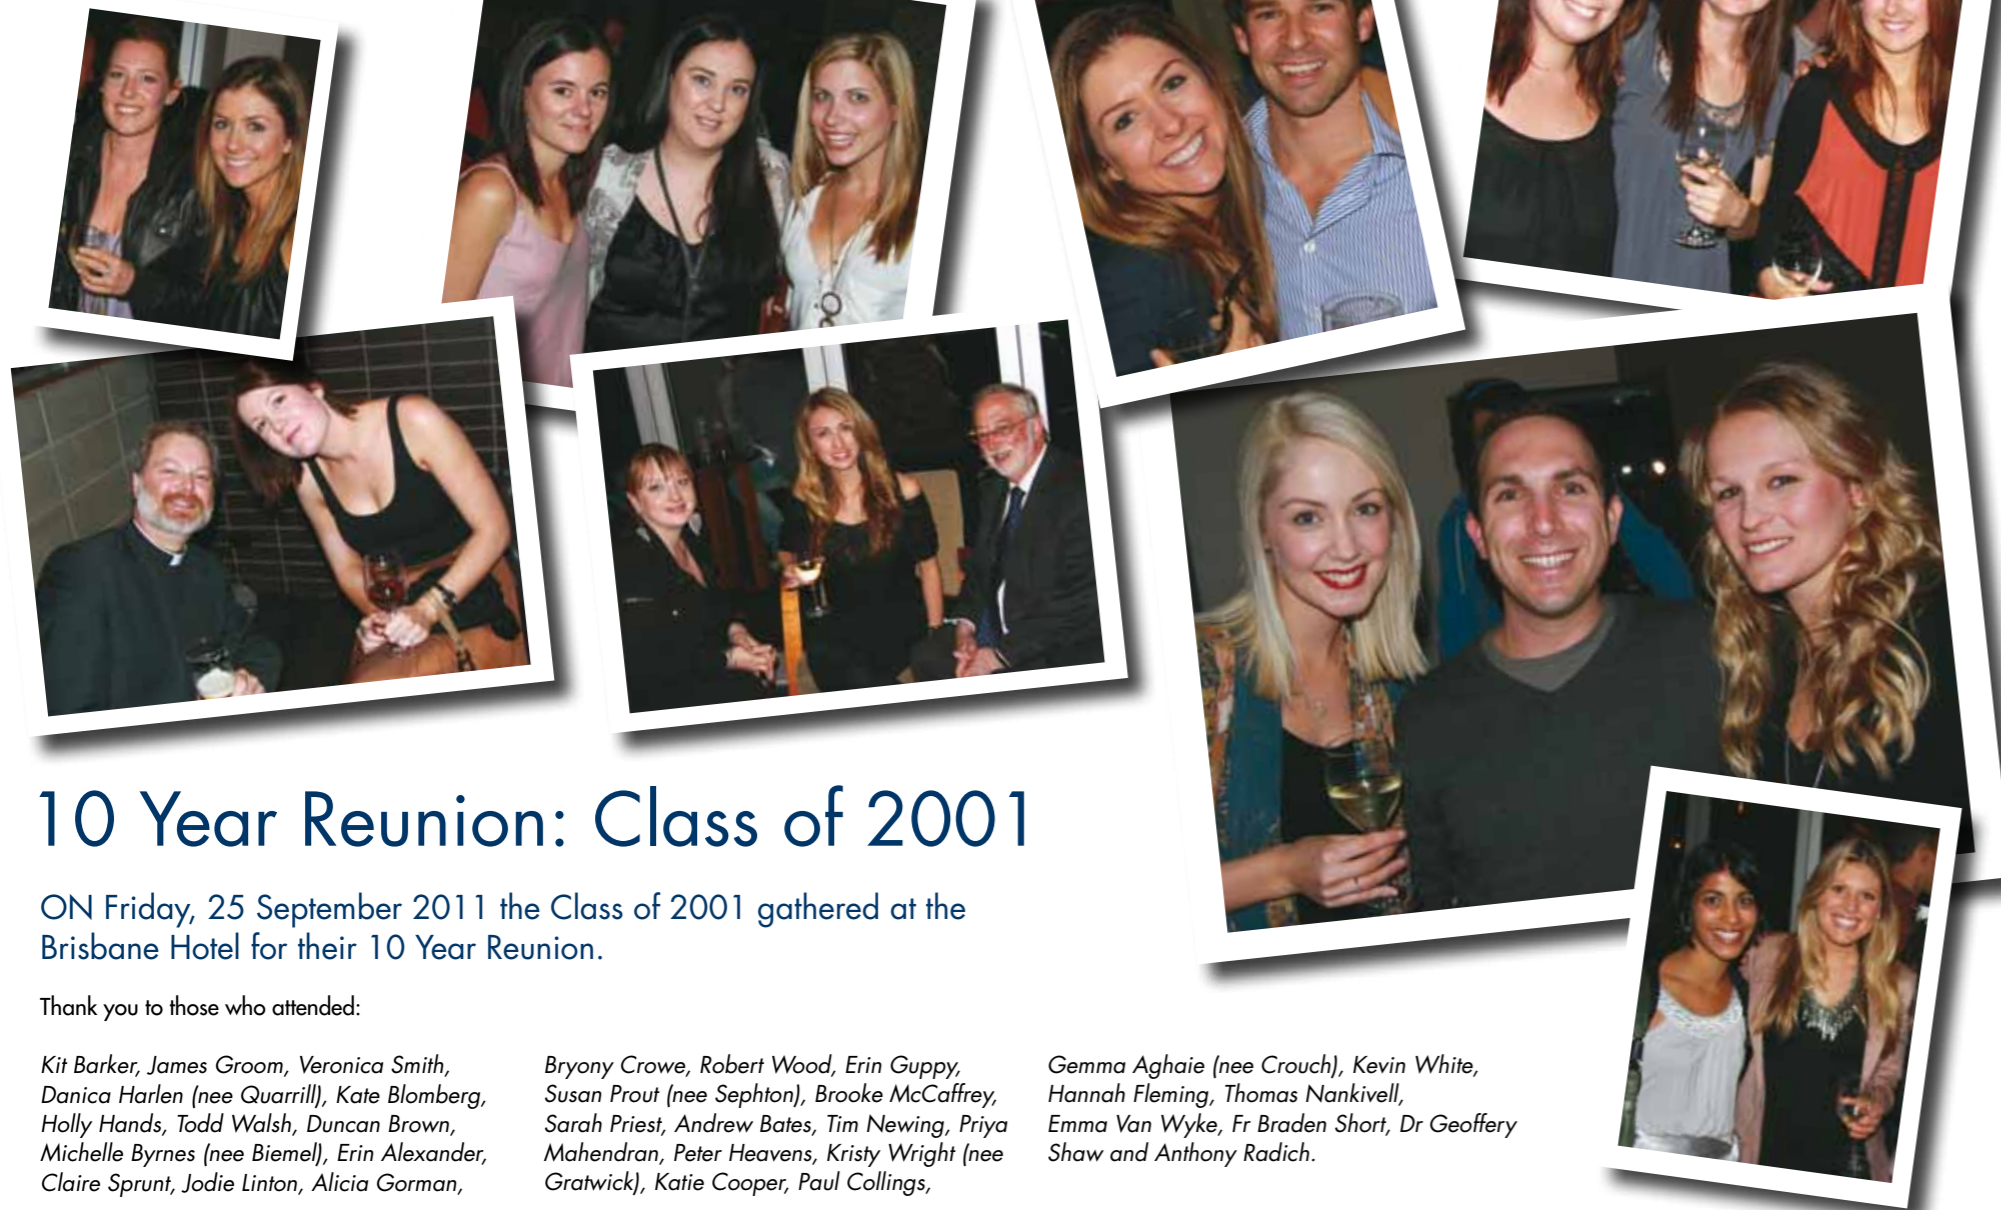 10 Year Reunion: Class of 2001
ON Friday, 25 September 2011 the Class of 2001 gathered at the
Brisbane Hotel for their 10 Year Reunion.
Thank you to those who attended:
Kit Barker, James Groom, Veronica Smith,
Danica Harlen (nee Quarrill), Kate Blomberg,
Holly Hands, Todd Walsh, Duncan Brown,
Michelle Byrnes (nee Biemel), Erin Alexander,
Claire Sprunt, Jodie Linton, Alicia Gorman,
Bryony Crowe, Robert Wood, Erin Guppy,
Susan Prout (nee Sephton), Brooke McCaffrey,
Sarah Priest, Andrew Bates, Tim Newing, Priya
Mahendran, Peter Heavens, Kristy Wright (nee
Gratwick), Katie Cooper, Paul Collings,
Gemma Aghaie (nee Crouch), Kevin White,
Hannah Fleming, Thomas Nankivell,
Emma Van Wyke, Fr Braden Short, Dr Geoffery
Shaw and Anthony Radich.